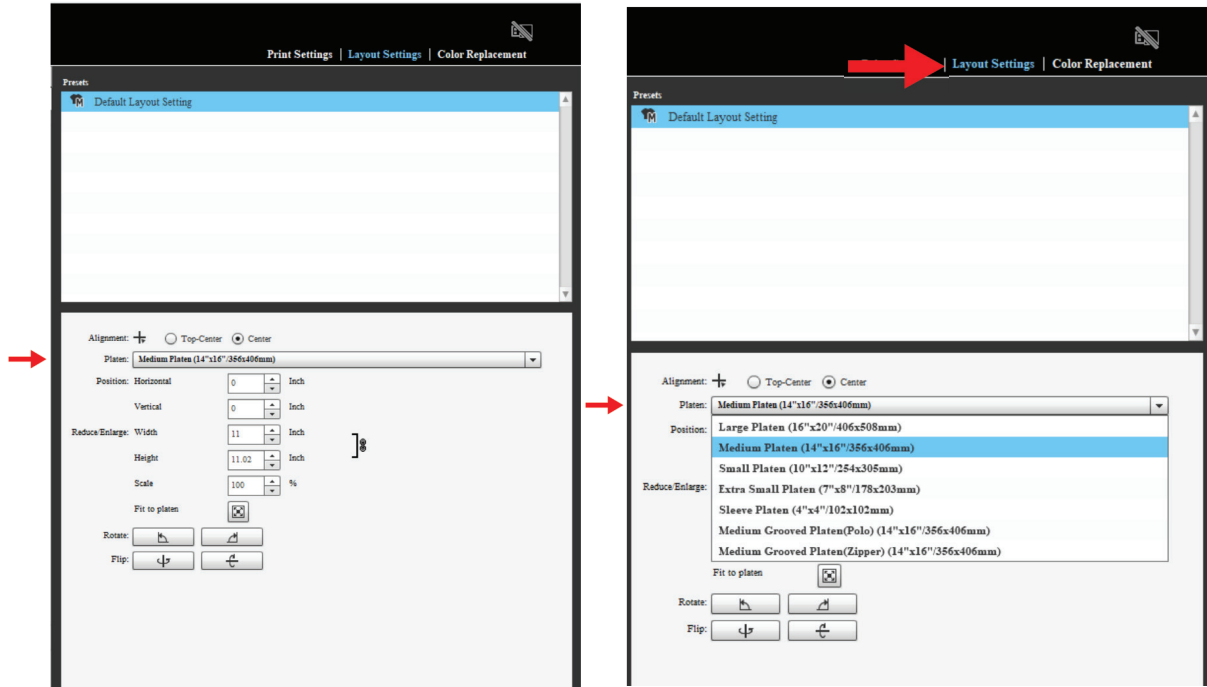 Print Settings | Layout Settings | Color Replacement
Presets
Default Layout Setting
Alignment: Top-Center Center
Platen: Medium Platen (14"x16"/356x406mm)
Position: Horizontal 0 Inch
Vertical 0 Inch
Reduce/Enlarge: Width 11 Inch
Height 11.02 Inch
Scale 100 %
Fit to platen
Rotate:
Flip:
Layout Settings | Color Replacement
Presets
M Default Layout Setting
Alignment: Top-Center Center
Platen: Medium Platen (14"x16"/356x406mm)
Position: Large Platen (16"x20"/406x508mm)
Medium Platen (14"x16"/356x406mm)
Small Platen (10"x12"/254x305mm)
Reduce/Enlarge: Extra Small Platen (7"x8"/178x203mm)
Sleeve Platen (4"x4"/102x102mm)
Medium Grooved Platen(Polo) (14"x16"/356x406mm)
Medium Grooved Platen(Zipper) (14"x16"/356x406mm)
Fit to platen
Rotate:
Flip: